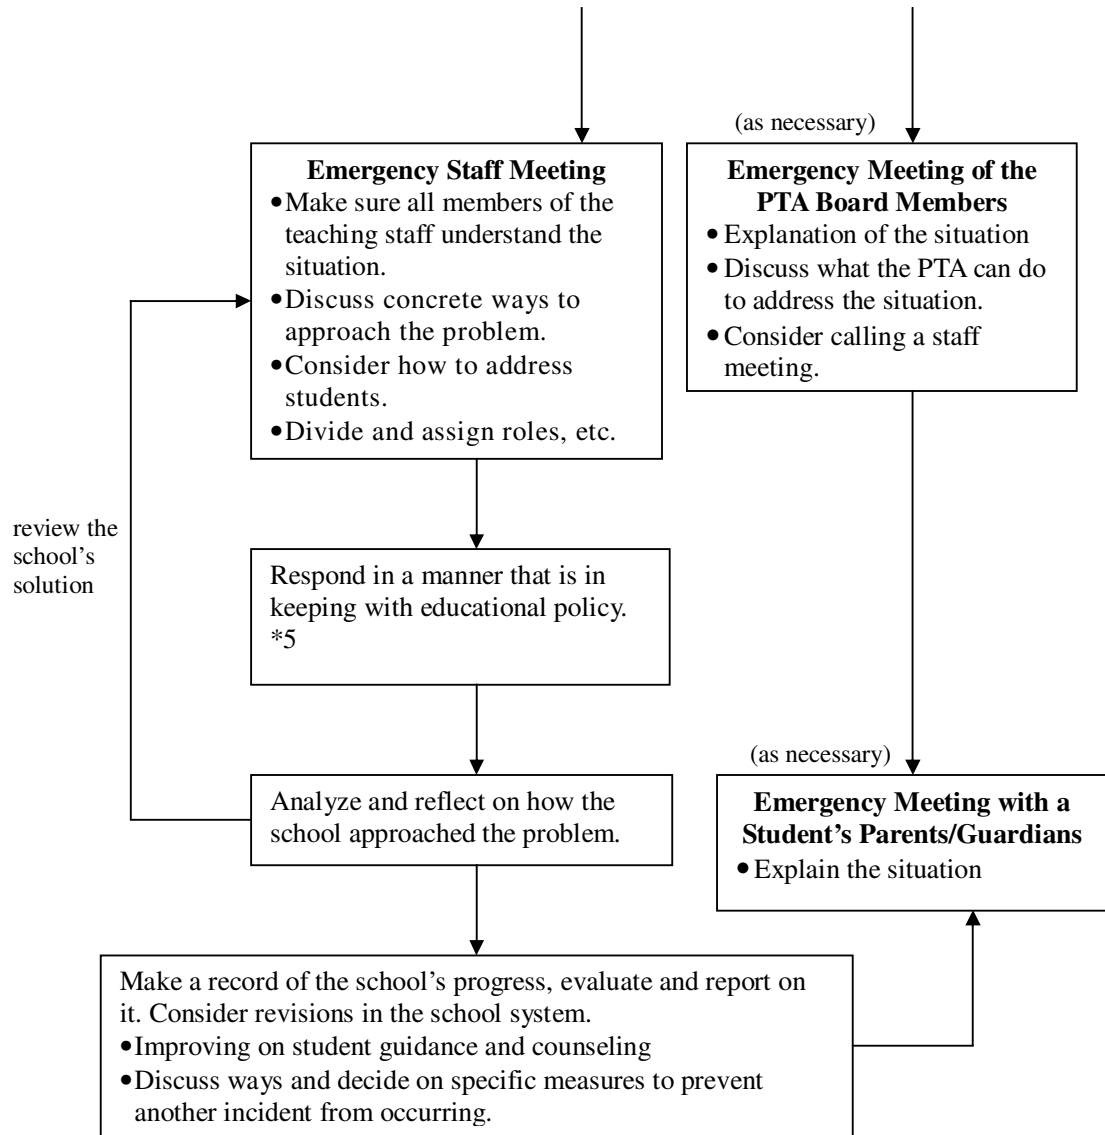 (as necessary)
Emergency Staff Meeting
•Make sure all members of the
teaching staff understand the
situation.
•Discuss concrete ways to
approach the problem.
•Consider how to address
students.
•Divide and assign roles, etc.
Emergency Meeting of the
PTA Board Members
• Explanation of the situation
• Discuss what the PTA can do
to address the situation.
• Consider calling a staff
meeting.
review the
school’s
solution
Respond in a manner that is in
keeping with educational policy.
*5
Analyze and reflect on how the
school approached the problem.
(as necessary)
Emergency Meeting with a
Student’s Parents/Guardians
• Explain the situation
Make a record of the school’s progress, evaluate and report on
it. Consider revisions in the school system.
•Improving on student guidance and counseling
•Discuss ways and decide on specific measures to prevent
another incident from occurring.